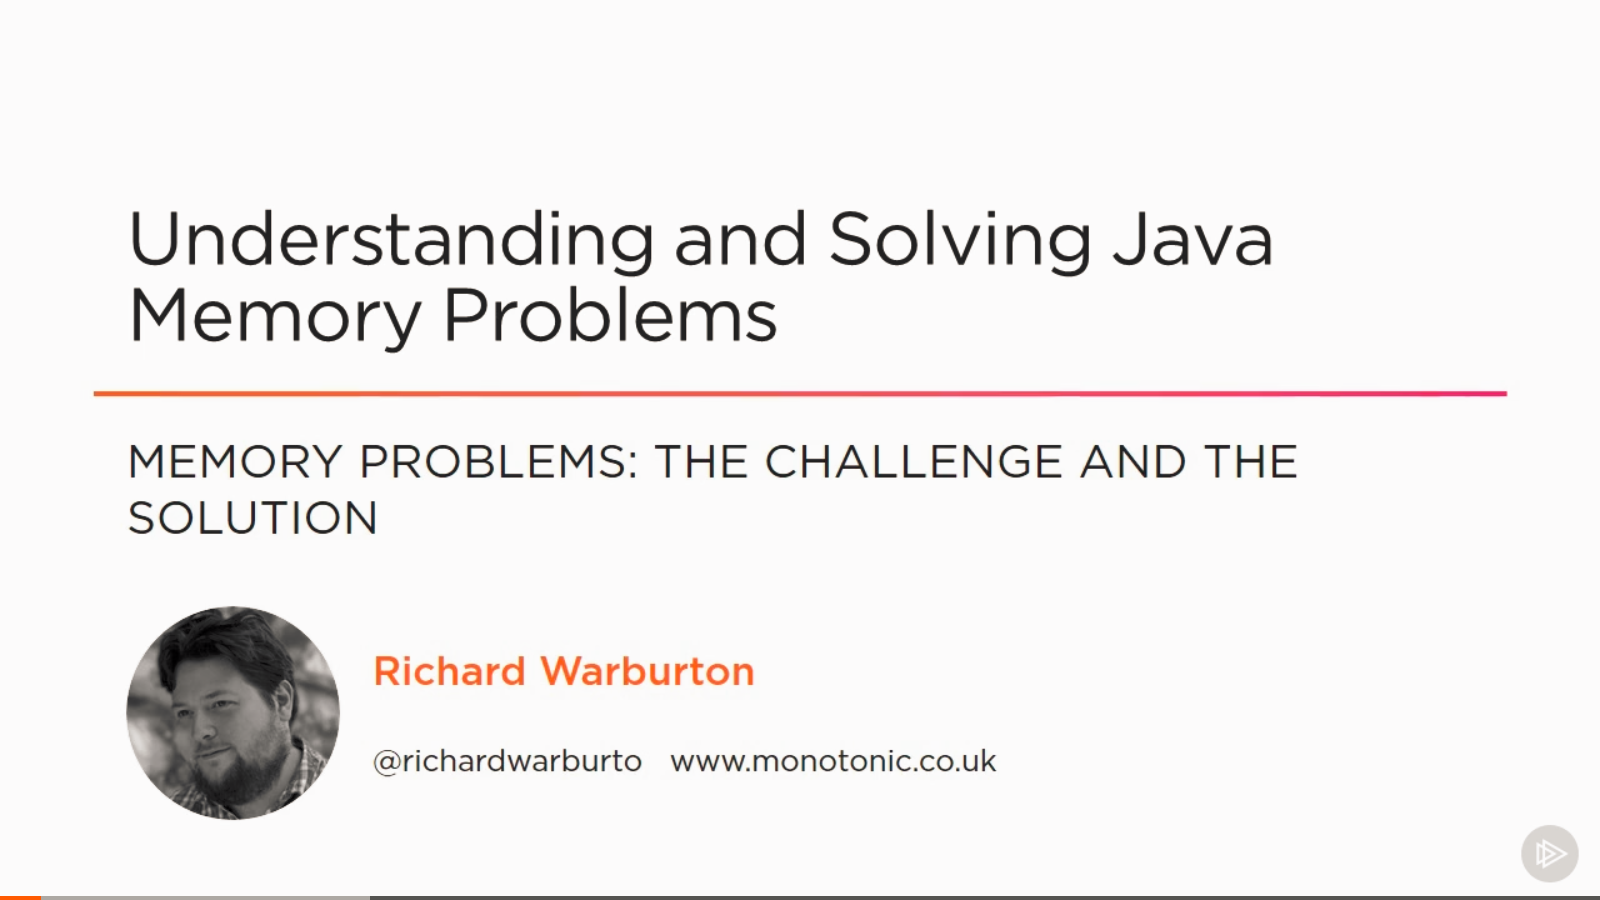 Understanding and Solving Java
Memory Problems
MEMORY PROBLEMS: THE CHALLENGE AND THE
SOLUTION
Richard Warburton
@richardwarburto www.monotonic.co.uk